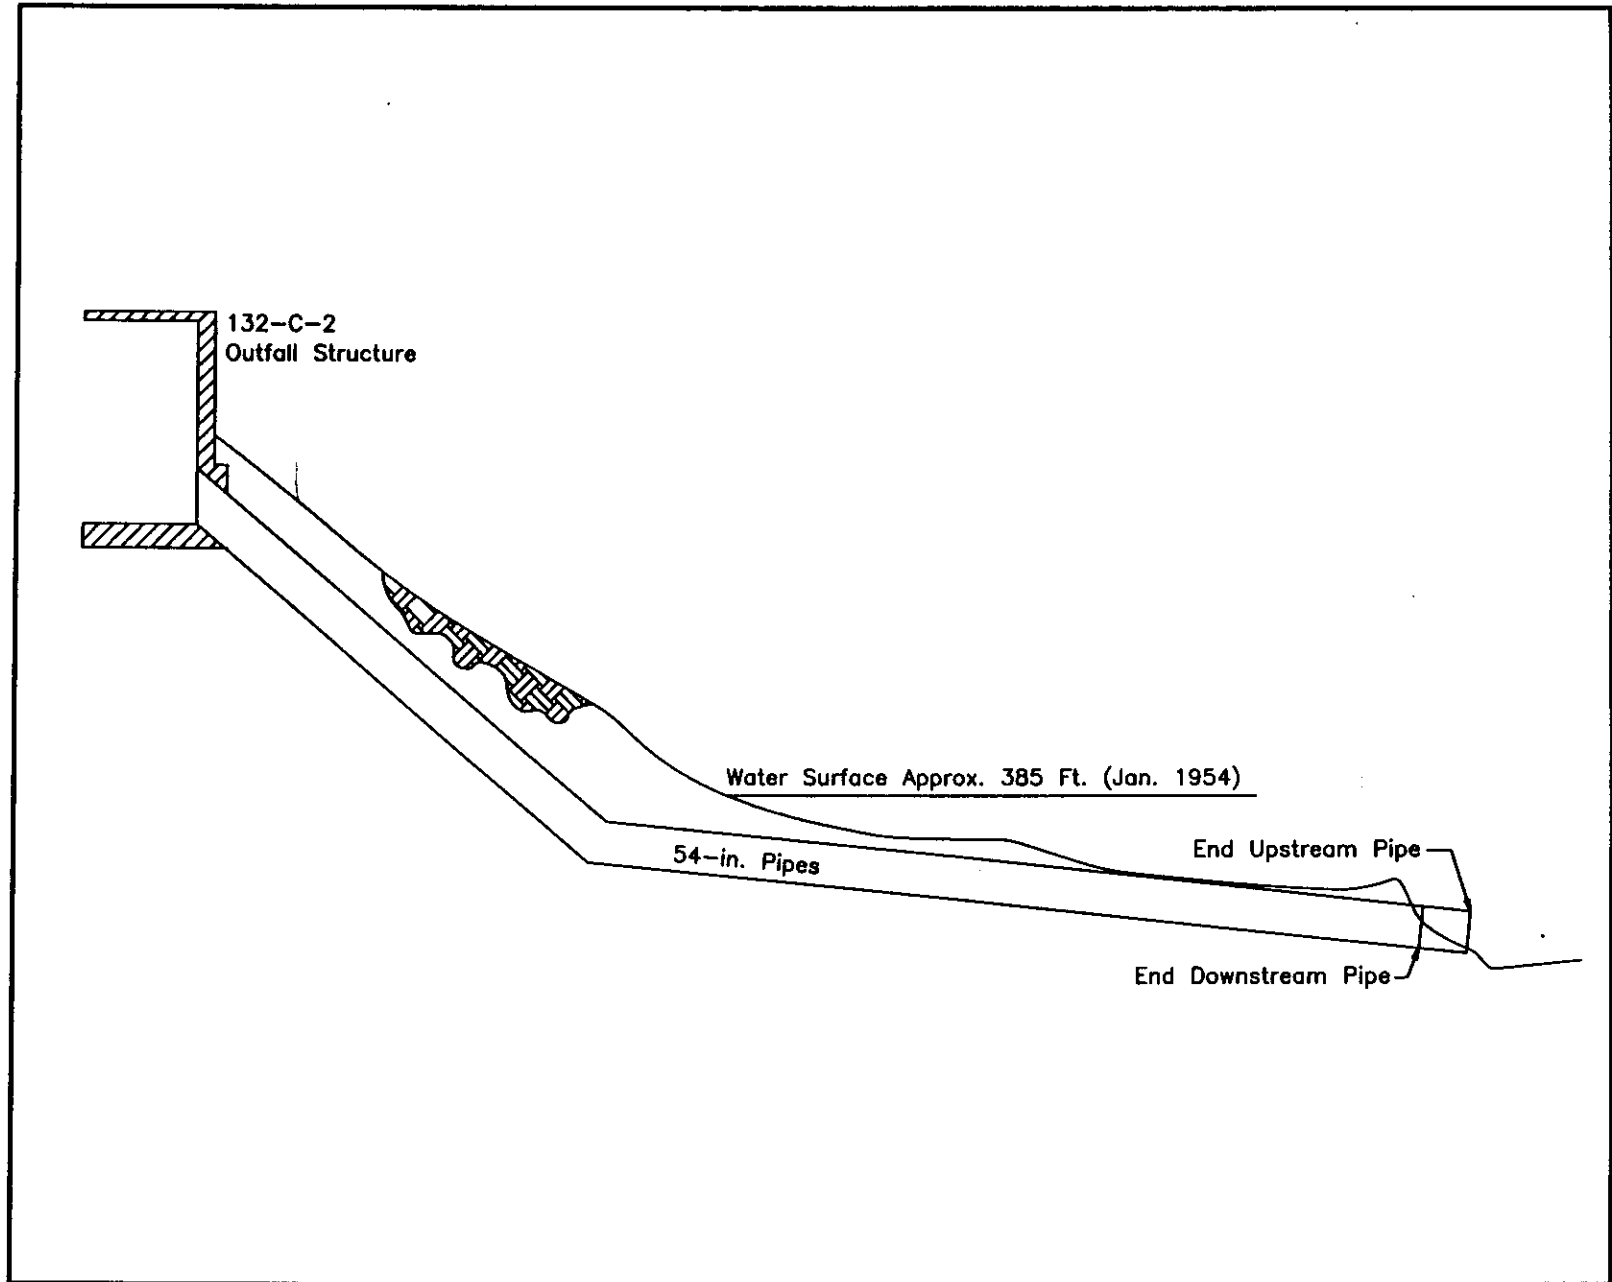 132-C-2
Outfall Structure
Water Surface Approx. 385 Ft. (Jan. 1954)
54-in. Pipes
End Upstream Pipe
End Downstream Pipe